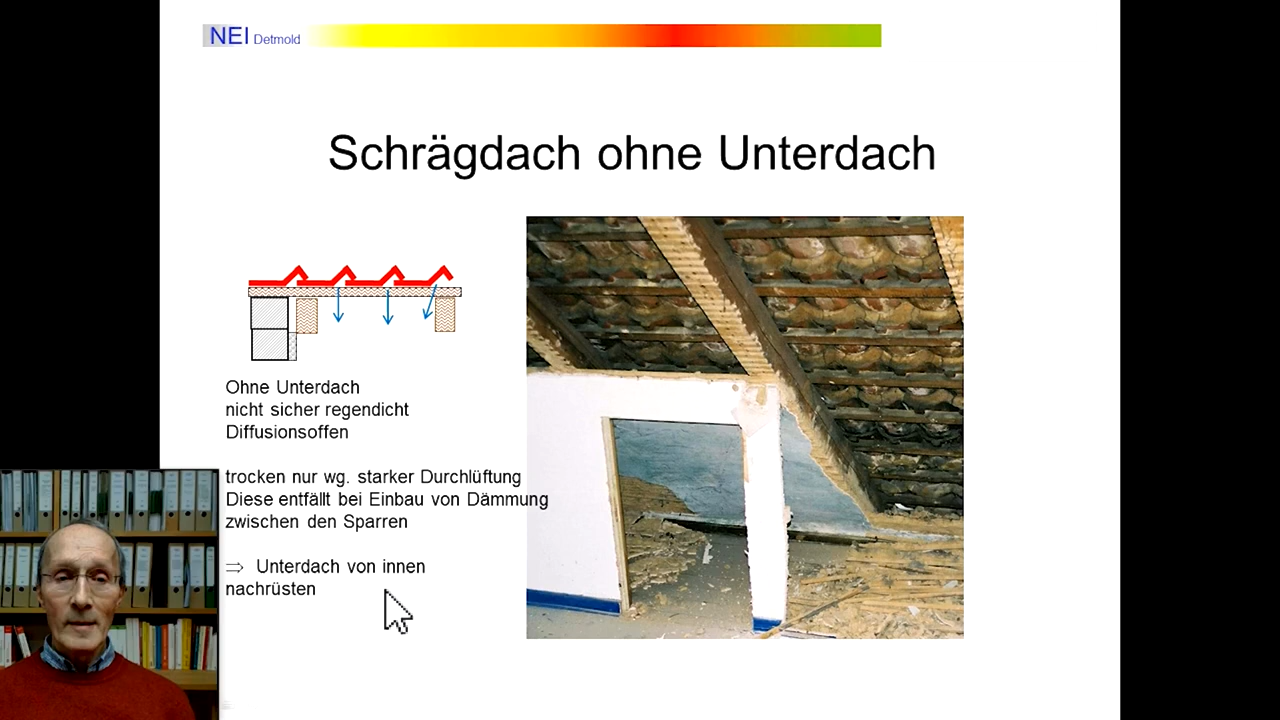 NEI Detmold
Schrägdach ohne Unterdach
Ohne Unterdach
nicht sicher regendicht
Diffusionsoffen
trocken nur wg. starker Durchlüftung
Diese entfällt bei Einbau von Dämmung
zwischen den Sparren
⇒ Unterdach von innen
nachrüsten